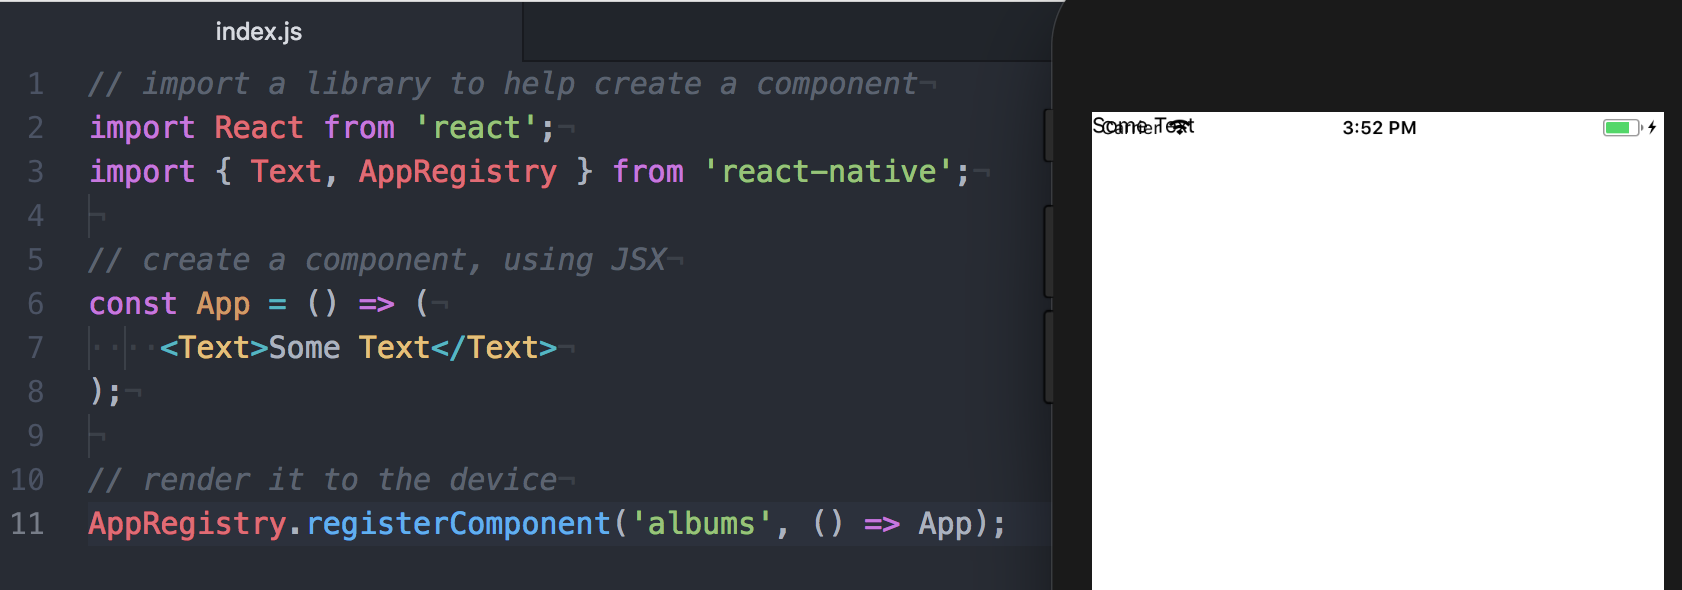 index.js
1 // import a library to help create a component¬
2 import React from 'react';¬
3 import { Text, AppRegistry } from 'react-native';¬
4 ¬
5 // create a component, using JSX¬
6 const App = () => (¬
7 ····<Text>Some Text</Text>¬
8 );¬
9 ¬
10 // render it to the device¬
11 AppRegistry.registerComponent('albums', () => App);
Some Text
Carrier 3:52 PM